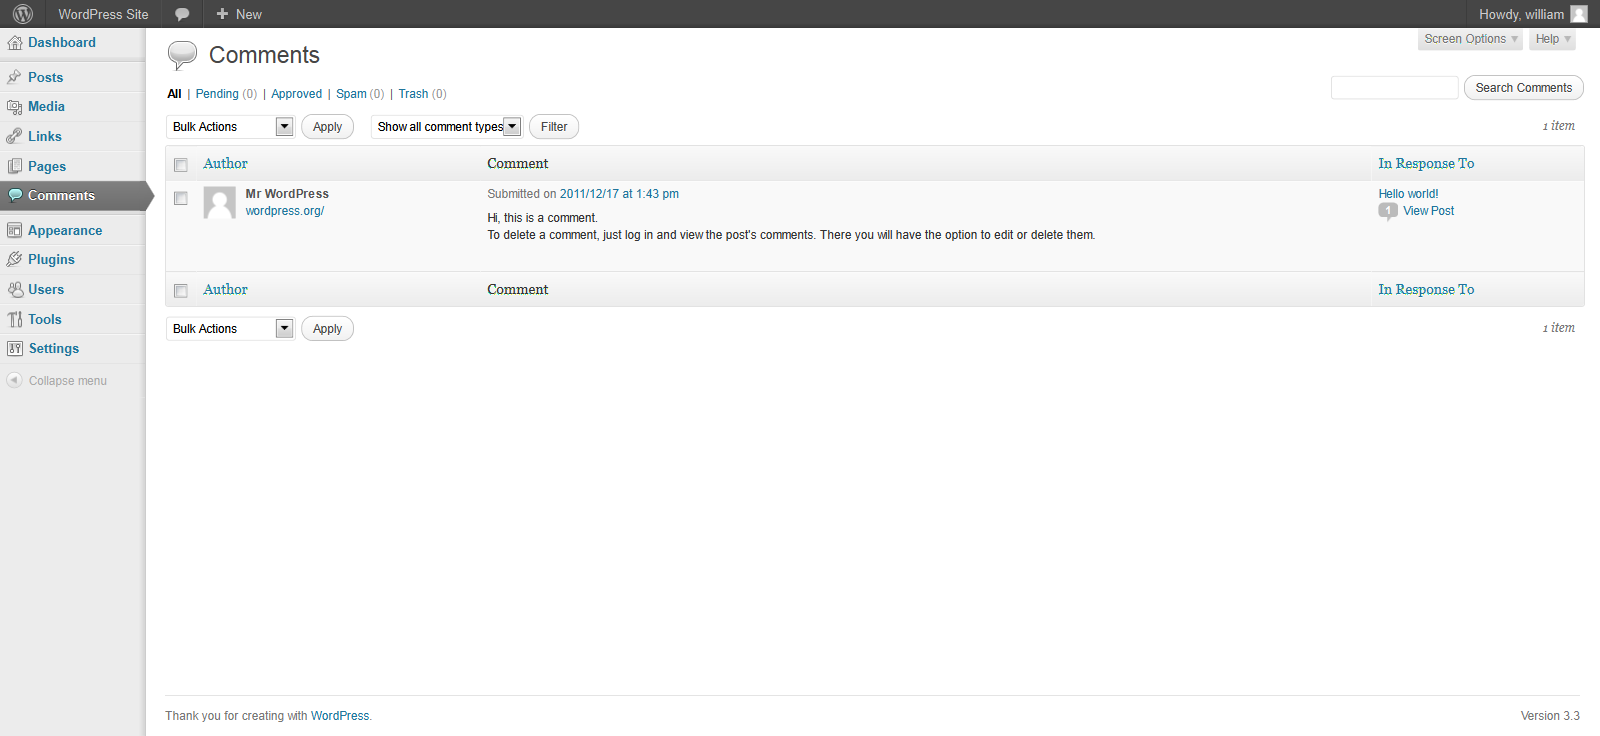 WordPress Site
New
Howdy, william
Dashboard
Posts
Media
Links
Pages
Comments
Appearance
Plugins
Users
Tools
Settings
Collapse menu
Screen Options
Help
Comments
All | Pending (0) | Approved | Spam (0) | Trash (0)
Search Comments
Bulk Actions
Apply
Show all comment types
Filter
1 item
Author
Comment
In Response To
Mr WordPress
wordpress.org/
Submitted on 2011/12/17 at 1:43 pm
Hi, this is a comment.
To delete a comment, just log in and view the post's comments. There you will have the option to edit or delete them.
Hello world!
1 View Post
Author
Comment
In Response To
Bulk Actions
Apply
1 item
Thank you for creating with WordPress.
Version 3.3